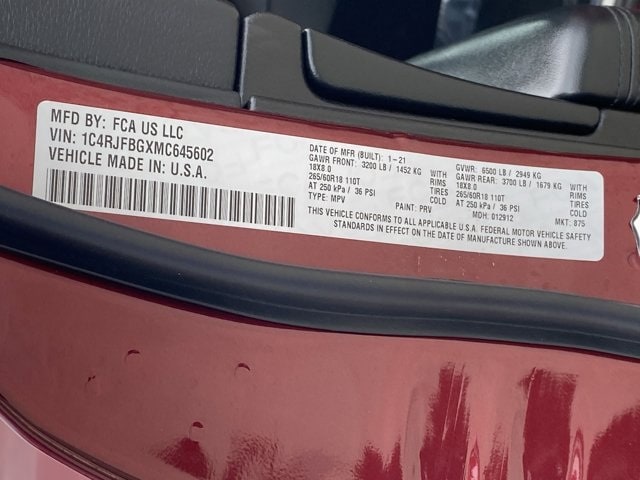 MFD BY: FCA US LLC
VIN: 1C4RJFBGXMC645602
VEHICLE MADE IN: U.S.A.
DATE OF MFR (BUILT): 1-21 GVWR: 6500 LB / 2949 KG
GAWR FRONT: 3200 LB / 1452 KG WITH GAWR REAR: 3700 LB / 1679 KG WITH
18X8.0 RIMS 18X8.0 RIMS
265/60R18 110T TIRES 265/60R18 110T TIRES
AT 250 kPa / 36 PSI COLD AT 250 kPa / 36 PSI COLD
TYPE: MPV PAINT: PRV MDH: 012912 MKT: 875
THIS VEHICLE CONFORMS TO ALL APPLICABLE U.S.A. FEDERAL MOTOR VEHICLE SAFETY
STANDARDS IN EFFECT ON THE DATE OF MANUFACTURE SHOWN ABOVE.